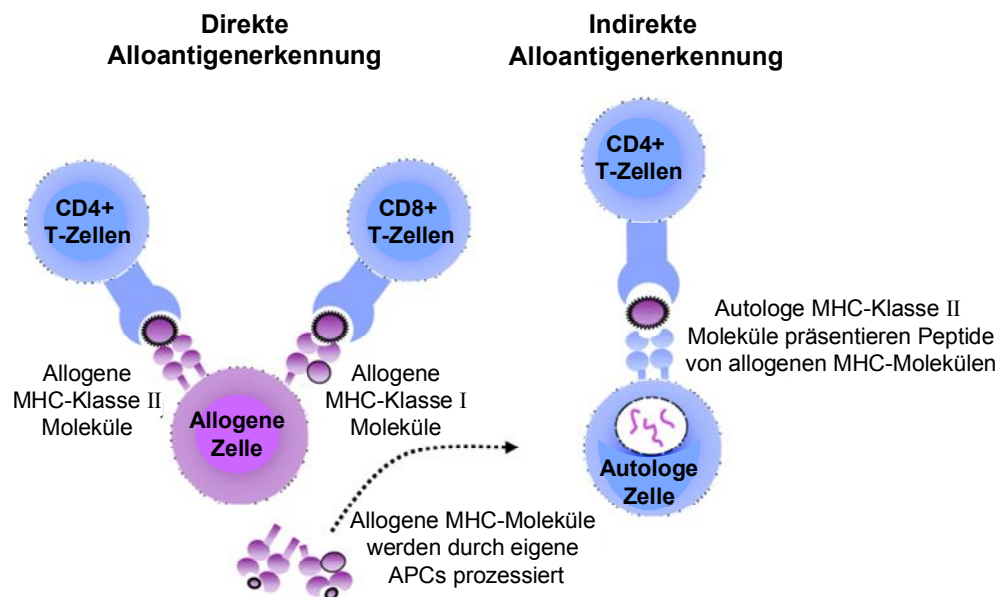 Direkte
Alloantigenerkennung
Indirekte
Alloantigenerkennung
CD4+
T-Zellen
CD8+
T-Zellen
CD4+
T-Zellen
Allogene
MHC-Klasse II
Moleküle
Allogene
Zelle
Allogene
MHC-Klasse I
Moleküle
Autologe MHC-Klasse II
Moleküle präsentieren Peptide
von allogenen MHC-Molekülen
Autologe
Zelle
Allogene MHC-Moleküle
werden durch eigene
APCs prozessiert